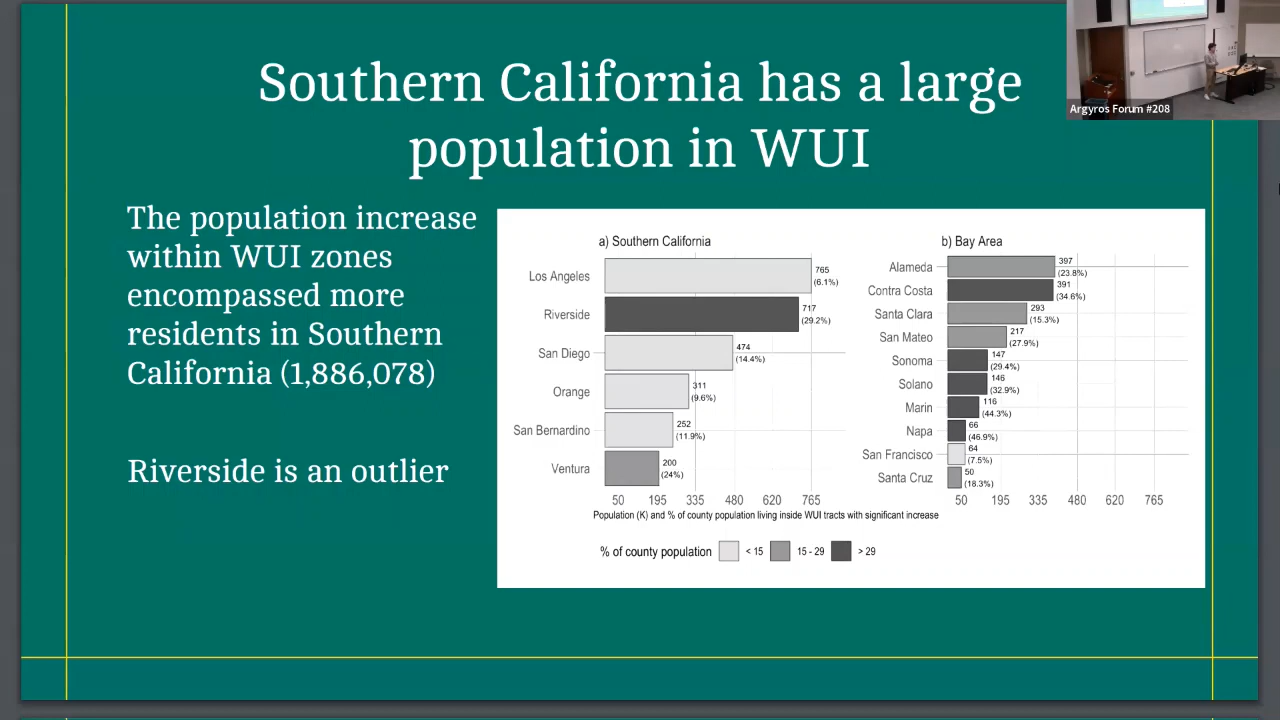 Southern California has a large
population in WUI
Argyros Forum #208
The population increase
within WUI zones
encompassed more
residents in Southern
California (1,886,078)
Riverside is an outlier
a) Southern California
Los Angeles
765
(6.1%)
Riverside
717
(29.2%)
San Diego
474
(14.4%)
Orange
311
(9.6%)
San Bernardino
252
(11.9%)
Ventura
200
(24%)
50 195 335 480 620 765
b) Bay Area
Alameda
397
(23.8%)
Contra Costa
391
(34.6%)
Santa Clara
293
(15.3%)
San Mateo
217
(27.9%)
Sonoma
147
(29.4%)
Solano
146
(32.9%)
Marin
116
(44.3%)
Napa
66
(46.9%)
San Francisco
64
(7.5%)
Santa Cruz
50
(18.3%)
50 195 335 480 620 765
Population (K) and % of county population living inside WUI tracts with significant increase
% of county population < 15 15 - 29 > 29